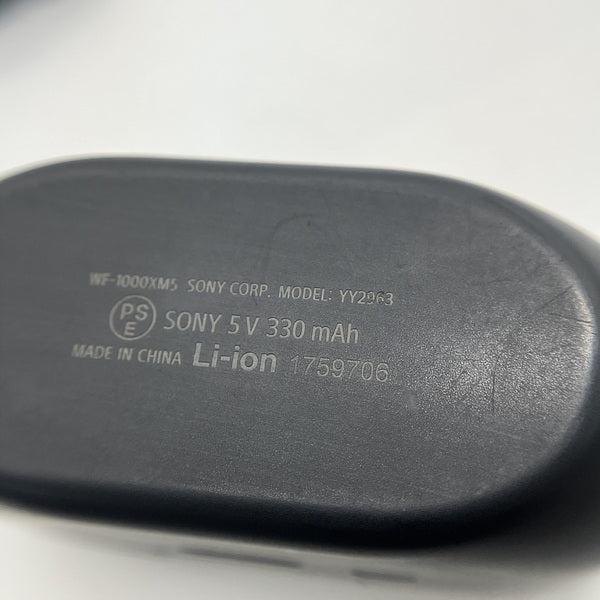 WF-1000XM5 SONY CORP. MODEL: YY2963
PSE SONY 5 V 330 mAh
MADE IN CHINA Li-ion 1759706